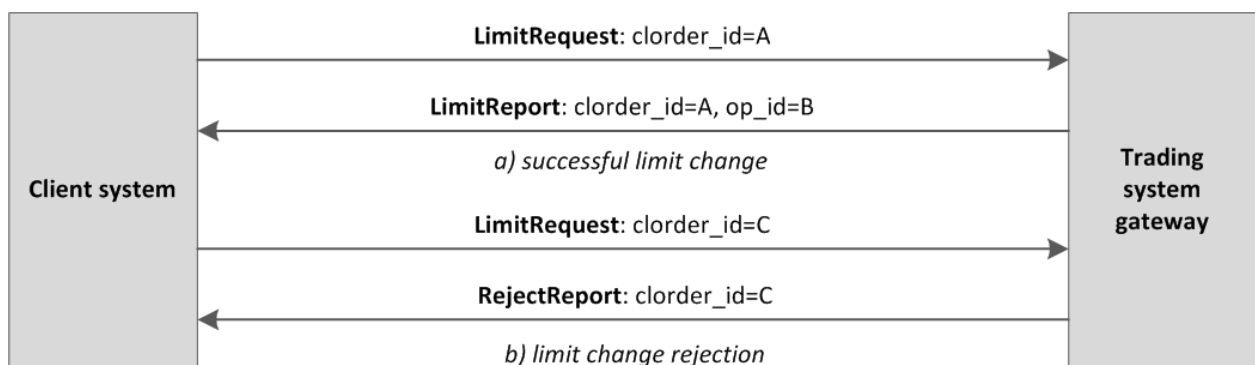 LimitRequest: clorder_id=A
LimitReport: clorder_id=A, op_id=B
a) successful limit change
Client system
Trading
system
gateway
LimitRequest: clorder_id=C
RejectReport: clorder_id=C
b) limit change rejection